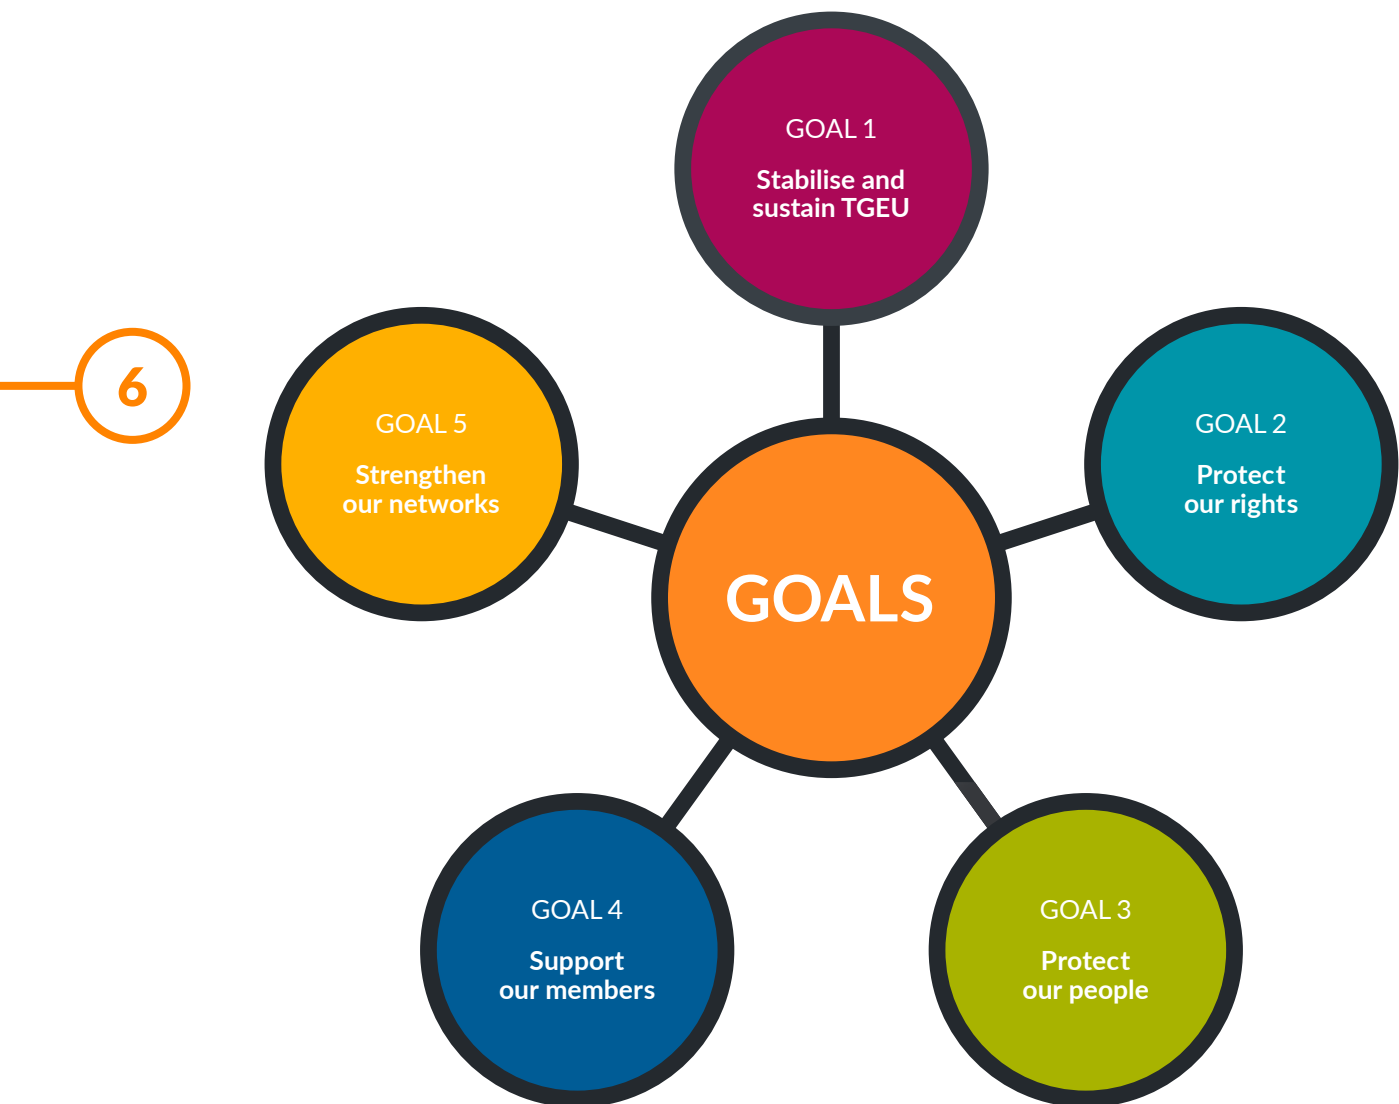 GOAL 1
Stabilise and
sustain TGEU
6
GOAL 5
Strengthen
our networks
GOAL 2
Protect
our rights
GOALS
GOAL 4
Support
our members
GOAL 3
Protect
our people